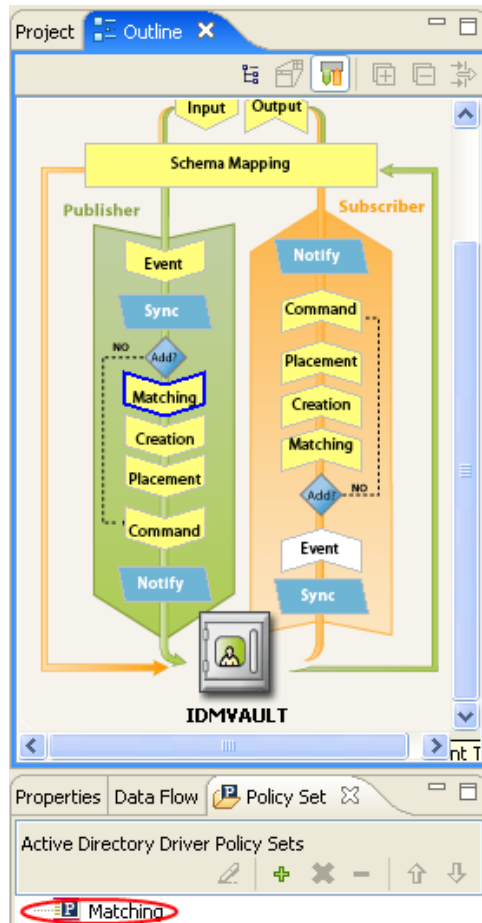 Project Outline
Input Output
Schema Mapping
Publisher
Subscriber
Event
Sync
NO
Add?
Matching
Creation
Placement
Command
Notify
Notify
Command
Placement
Creation
Matching
Add?
NO
Event
Sync
IDMVAULT
nt T
Properties Data Flow Policy Set
Active Directory Driver Policy Sets
P Matching